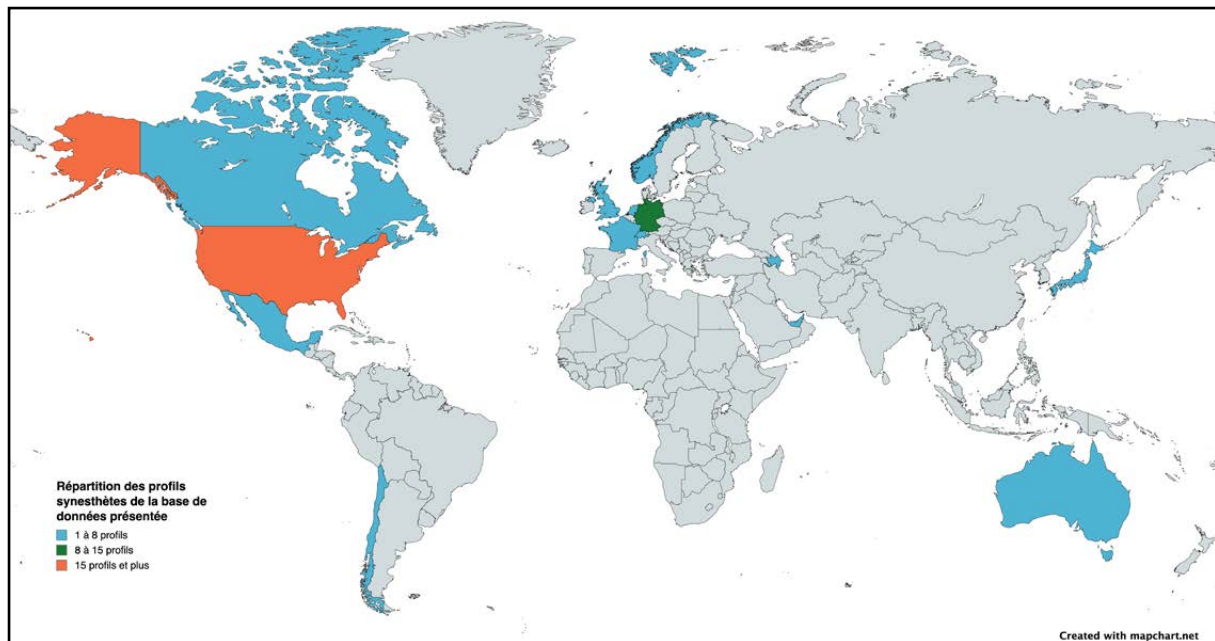 Répartition des profils
synesthètes de la base de
données présentée
1 à 8 profils
8 à 15 profils
15 profils et plus
Created with mapchart.net